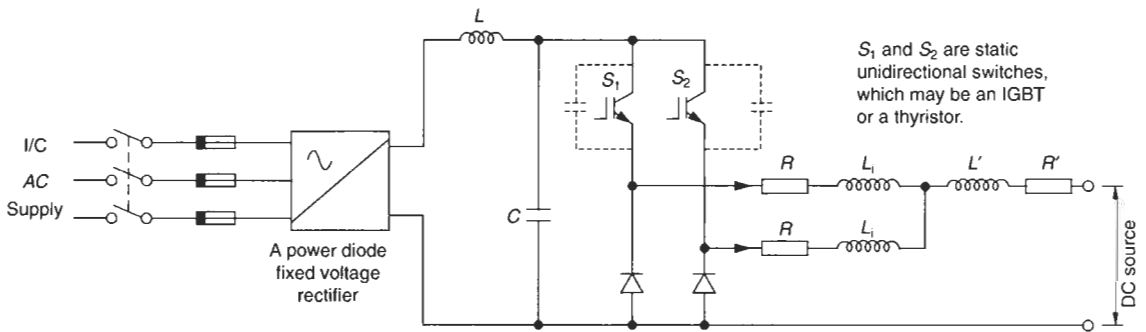 L
S₁ and S₂ are static
unidirectional switches,
which may be an IGBT
or a thyristor.
S₁
S₂
I/C
AC
Supply
R
Lᵢ
L'
R'
C
R
Lᵢ
A power diode
fixed voltage
rectifier
DC source